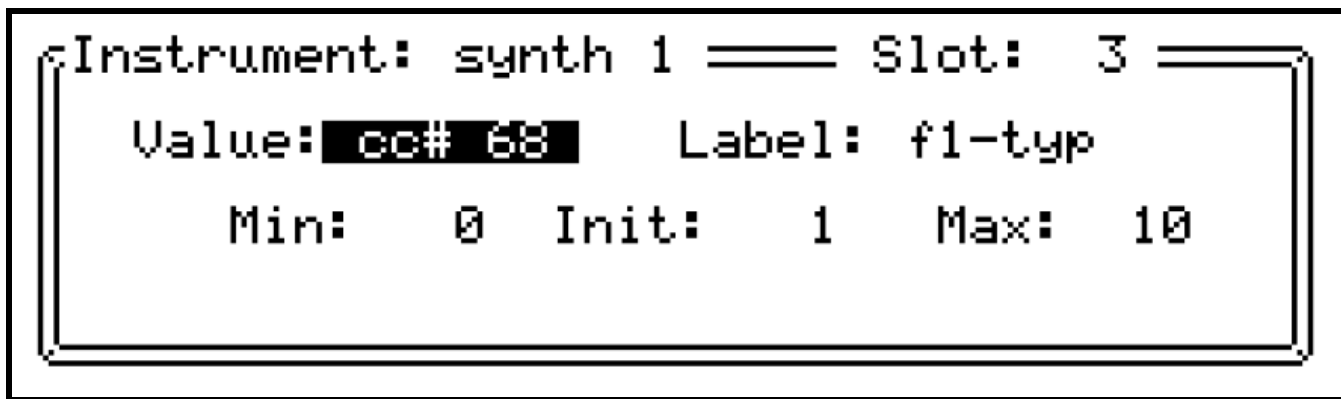 Instrument: synth 1 Slot: 3
Value: cc# 68 Label: f1-typ
Min: 0 Init: 1 Max: 10